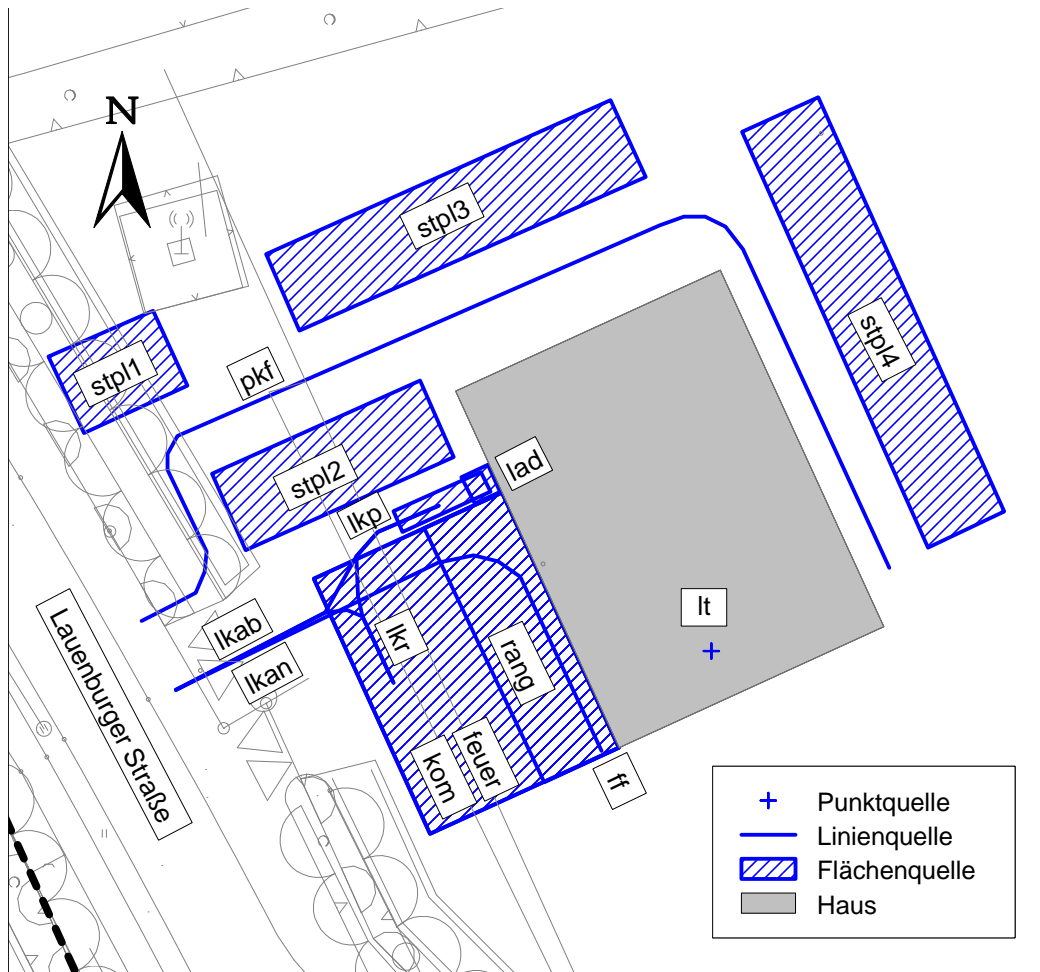 N
stpl3
stpl1
pkf
stpl4
stpl2
lad
lkp
lt
lkab
lkr
lkan
rang
Lauenburger Straße
feuer
kom
ff
Punktquelle
Linienquelle
Flächenquelle
Haus